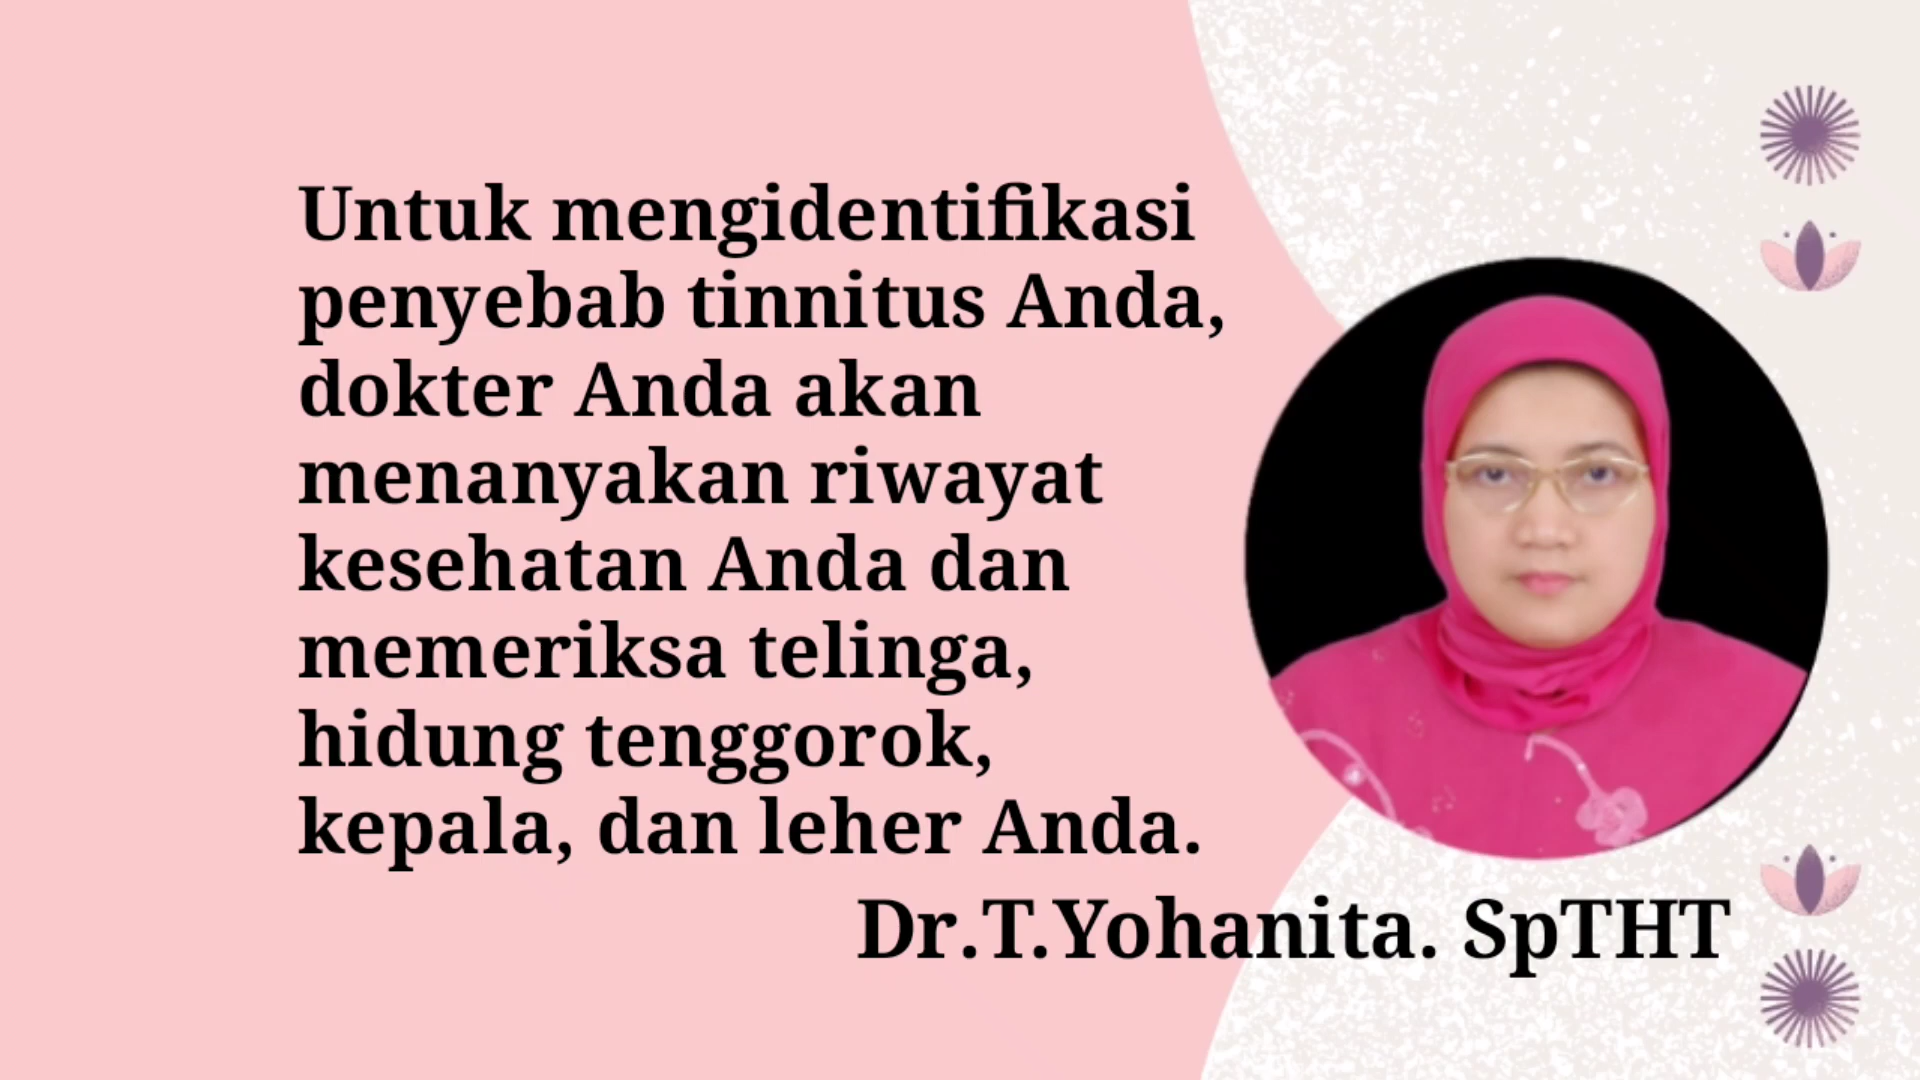 Untuk mengidentifikasi
penyebab tinnitus Anda,
dokter Anda akan
menanyakan riwayat
kesehatan Anda dan
memeriksa telinga,
hidung tenggorok,
kepala, dan leher Anda.
Dr.T.Yohanita. SpTHT